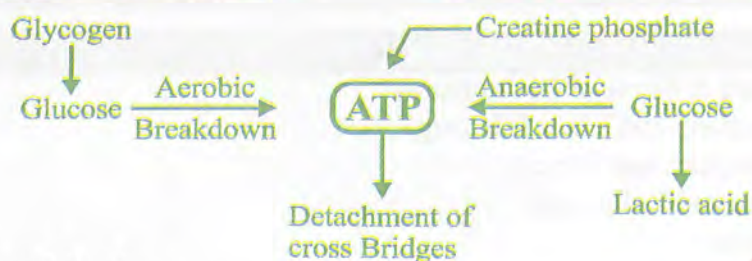 Glycogen
Creatine phosphate
Glucose
Aerobic
Breakdown
ATP
Anaerobic
Breakdown
Glucose
Detachment of
cross Bridges
Lactic acid